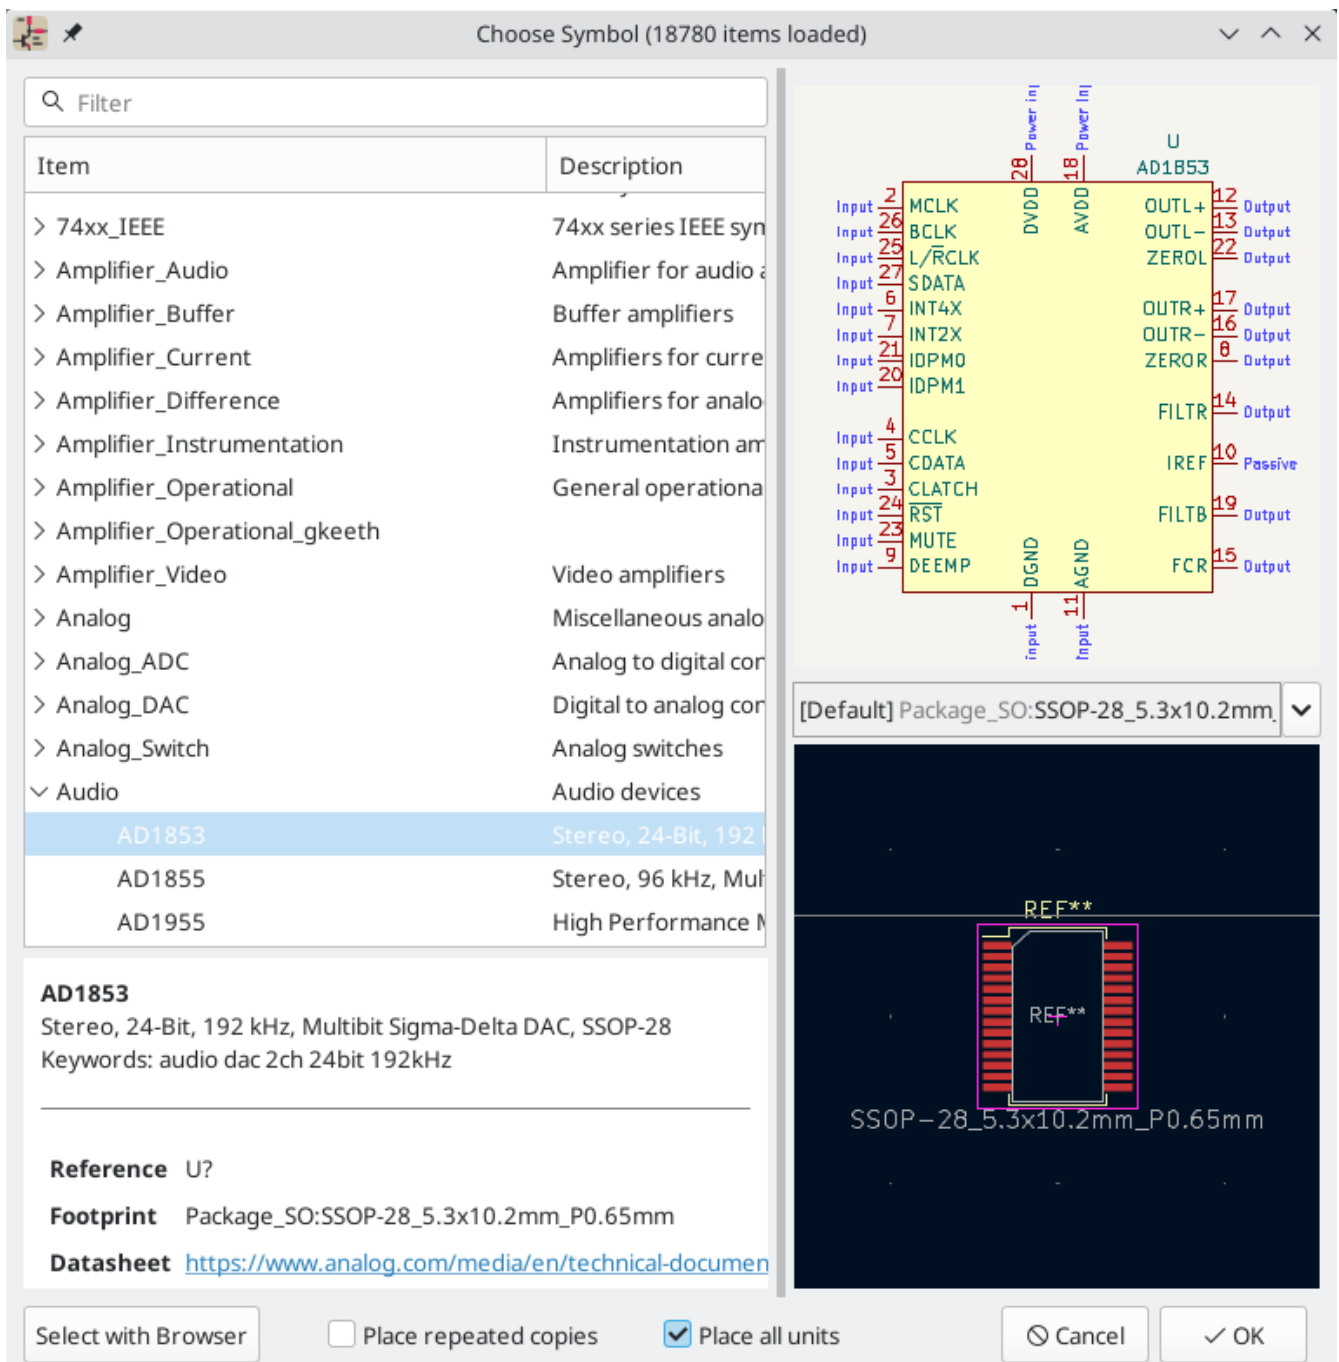 Choose Symbol (18780 items loaded)
Filter
Item Description
74xx_IEEE 74xx series IEEE syn
Amplifier_Audio Amplifier for audio a
Amplifier_Buffer Buffer amplifiers
Amplifier_Current Amplifiers for curre
Amplifier_Difference Amplifiers for analo
Amplifier_Instrumentation Instrumentation am
Amplifier_Operational General operationa
Amplifier_Operational_gkeeth
Amplifier_Video Video amplifiers
Analog Miscellaneous analo
Analog_ADC Analog to digital con
Analog_DAC Digital to analog con
Analog_Switch Analog switches
Audio Audio devices
AD1853 Stereo, 24-Bit, 192
AD1855 Stereo, 96 kHz, Mul
AD1955 High Performance M
AD1853
Stereo, 24-Bit, 192 kHz, Multibit Sigma-Delta DAC, SSOP-28
Keywords: audio dac 2ch 24bit 192kHz
Reference U?
Footprint Package_SO:SSOP-28_5.3x10.2mm_P0.65mm
Datasheet https://www.analog.com/media/en/technical-documen
Power inp Power Inp
28 18
U
AD1853
DVDD AVDD
Input 2 MCLK OUTL+ 12 Output
Input 26 BCLK OUTL- 13 Output
Input 25 L/R̅CLK ZEROL 22 Output
Input 27 SDATA
Input 6 INT4X OUTR+ 17 Output
Input 7 INT2X OUTR- 16 Output
Input 21 IDPM0 ZEROR 8 Output
Input 20 IDPM1
FILTR 14 Output
Input 4 CCLK
Input 5 CDATA IREF 10 Passive
Input 3 CLATCH
Input 24 R̅S̅T̅ FILTB 19 Output
Input 23 MUTE
Input 9 DEEMP FCR 15 Output
DGND AGND
1 11
input Input
[Default] Package_SO:SSOP-28_5.3x10.2mm_
REF**
REF**
SSOP-28_5.3x10.2mm_P0.65mm
Select with Browser Place repeated copies Place all units Cancel OK